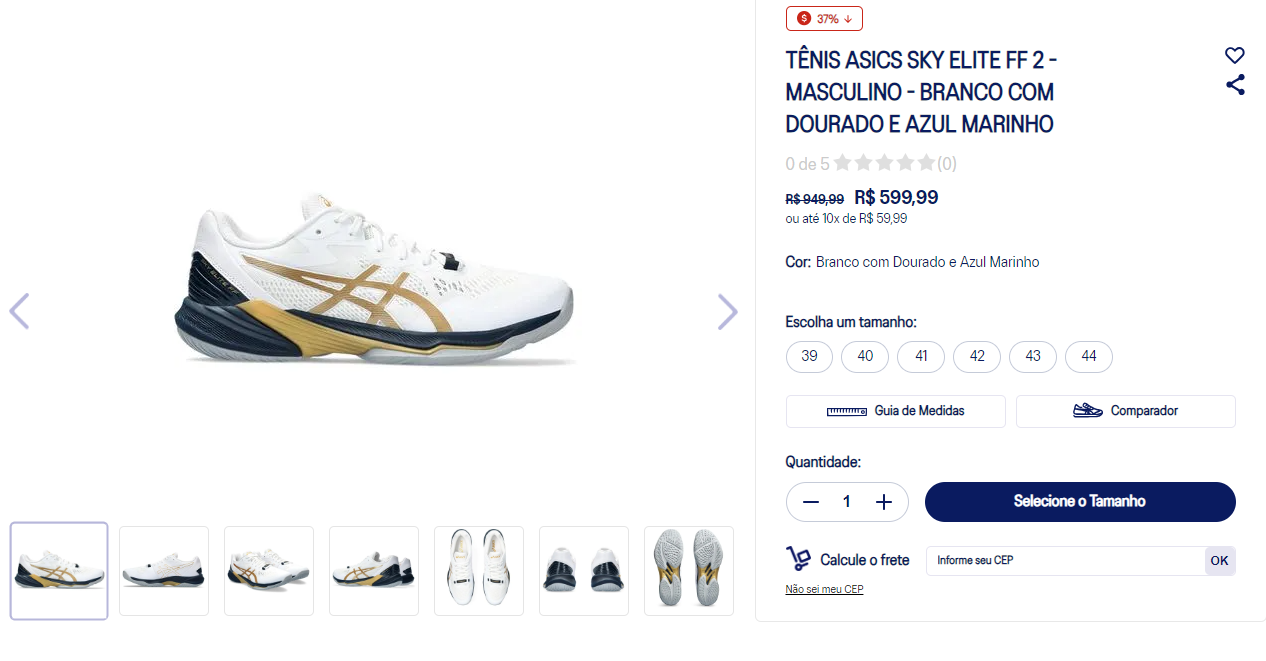 37%
TÊNIS ASICS SKY ELITE FF 2 -
MASCULINO - BRANCO COM
DOURADO E AZUL MARINHO
0 de 5 (0)
R$ 949,99 R$ 599,99
ou até 10x de R$ 59,99
Cor: Branco com Dourado e Azul Marinho
Escolha um tamanho:
39 40 41 42 43 44
Guia de Medidas Comparador
Quantidade:
1 Selecione o Tamanho
Calcule o frete Informe seu CEP OK
Não sei meu CEP
SKY ELITE FF